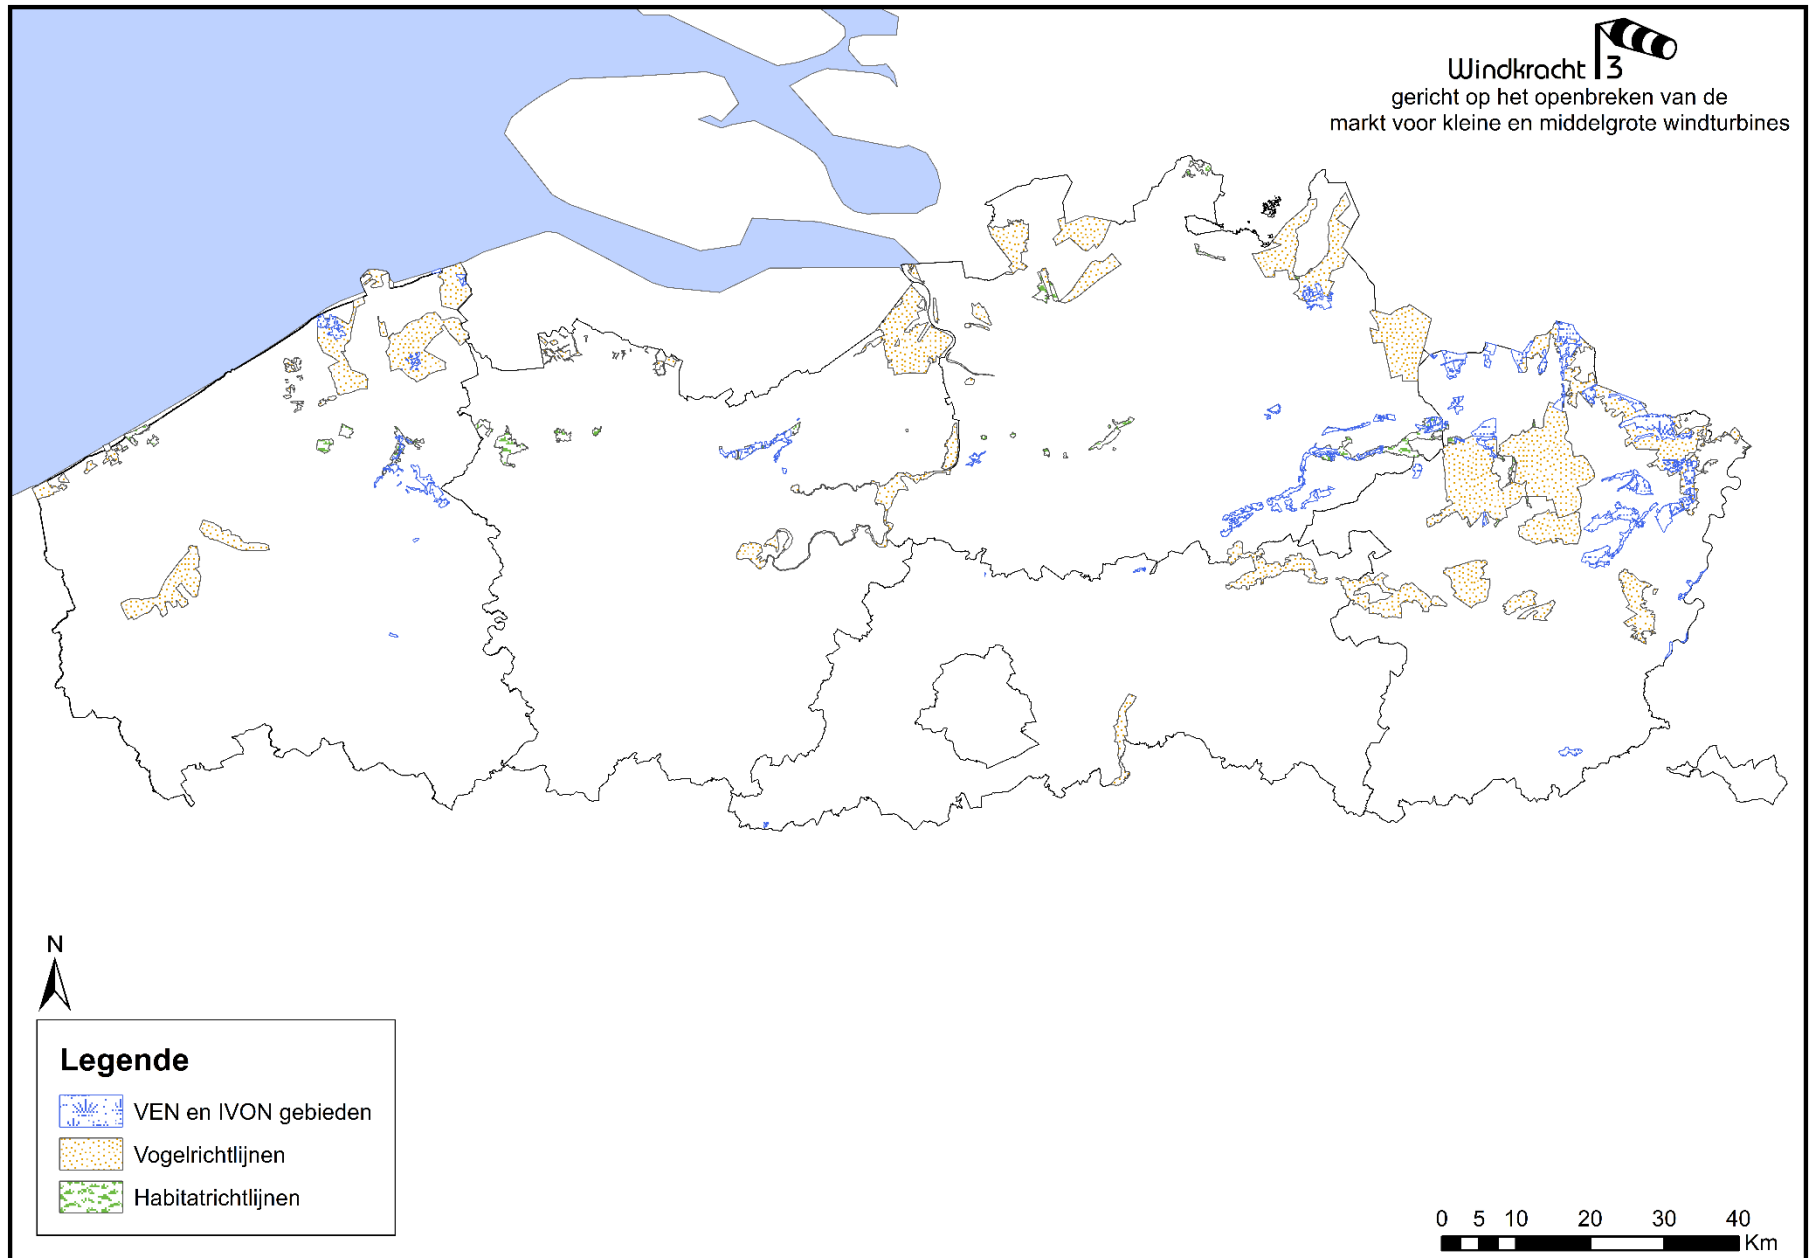 Windkracht 3
gericht op het openbreken van de
markt voor kleine en middelgrote windturbines
N
Legende
VEN en IVON gebieden
Vogelrichtlijnen
Habitatrichtlijnen
0 5 10 20 30 40
Km